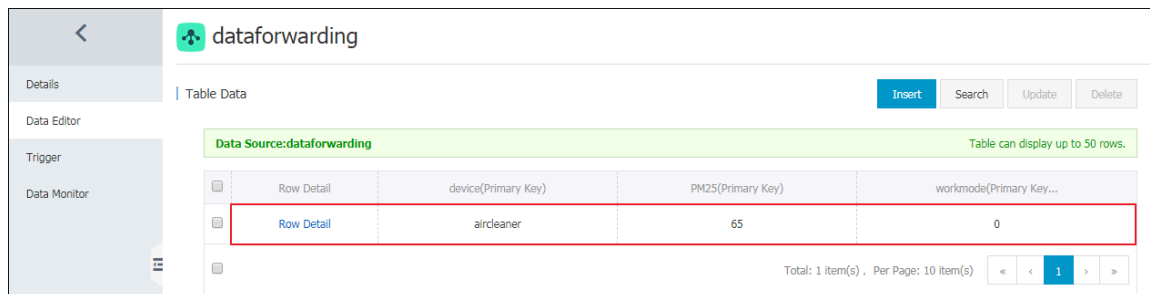 dataforwarding
Details
Data Editor
Trigger
Data Monitor
Table Data
Insert Search Update Delete
Data Source:dataforwarding Table can display up to 50 rows.
Row Detail device(Primary Key) PM25(Primary Key) workmode(Primary Key...
Row Detail aircleaner 65 0
Total: 1 item(s) , Per Page: 10 item(s) « ‹ 1 › »